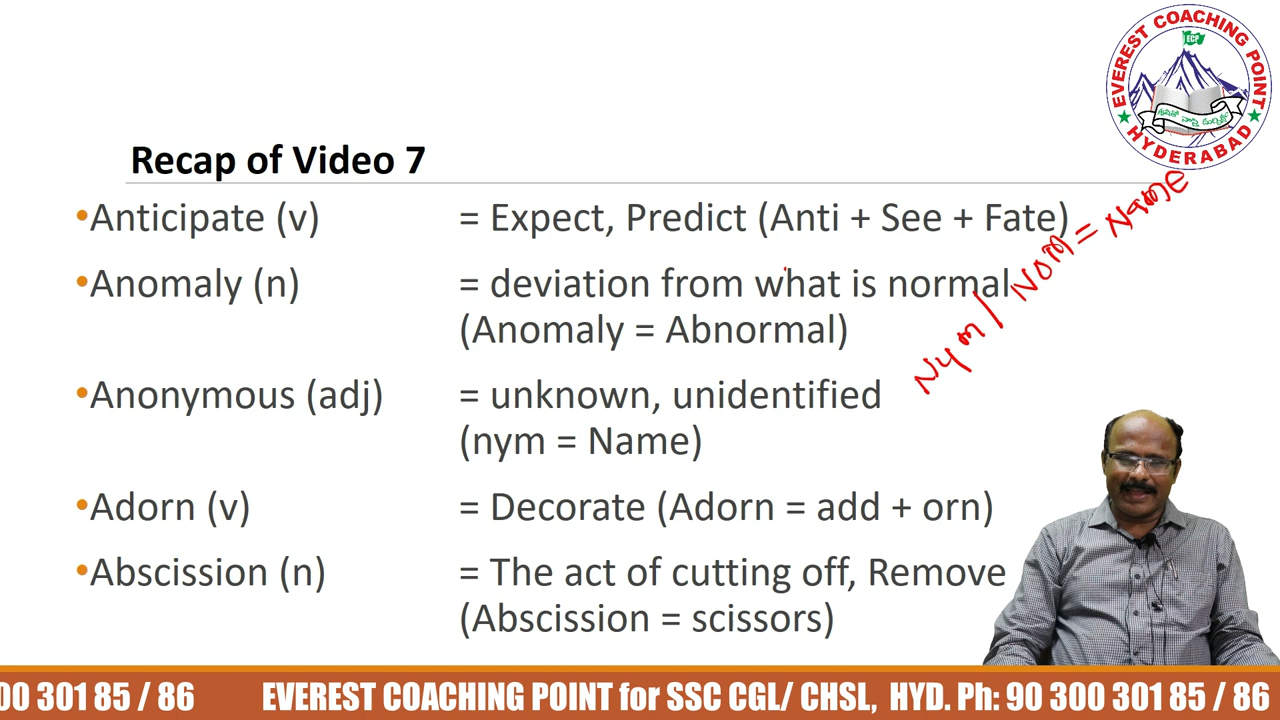 EVEREST COACHING POINT
ECP
HYDERABAD
Recap of Video 7
•Anticipate (v) = Expect, Predict (Anti + See + Fate)
•Anomaly (n) = deviation from what is normal
(Anomaly = Abnormal)
Nym / Nom = Name
•Anonymous (adj) = unknown, unidentified
(nym = Name)
•Adorn (v) = Decorate (Adorn = add + orn)
•Abscission (n) = The act of cutting off, Remove
(Abscission = scissors)
00 301 85 / 86 EVEREST COACHING POINT for SSC CGL/ CHSL, HYD. Ph: 90 300 301 85 / 86